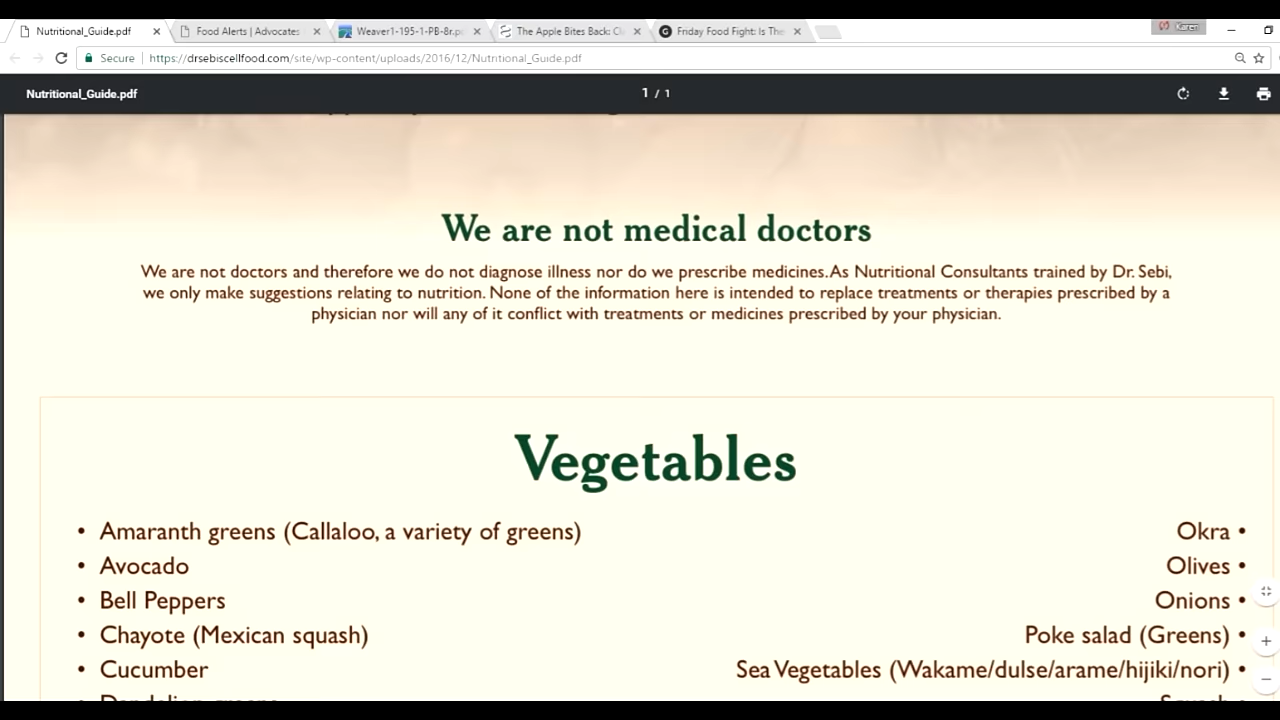 Nutritional_Guide.pdf
Food Alerts | Advocates
Weaver1-195-1-PB-8r.p
The Apple Bites Back: C
Friday Food Fight: Is The
Karen
Secure
https://drsebiscellfood.com/site/wp-content/uploads/2016/12/Nutritional_Guide.pdf
Nutritional_Guide.pdf
1 / 1
We are not medical doctors
We are not doctors and therefore we do not diagnose illness nor do we prescribe medicines. As Nutritional Consultants trained by Dr. Sebi,
we only make suggestions relating to nutrition. None of the information here is intended to replace treatments or therapies prescribed by a
physician nor will any of it conflict with treatments or medicines prescribed by your physician.
Vegetables
• Amaranth greens (Callaloo, a variety of greens)
• Avocado
• Bell Peppers
• Chayote (Mexican squash)
• Cucumber
Okra •
Olives •
Onions •
Poke salad (Greens) •
Sea Vegetables (Wakame/dulse/arame/hijiki/nori) •